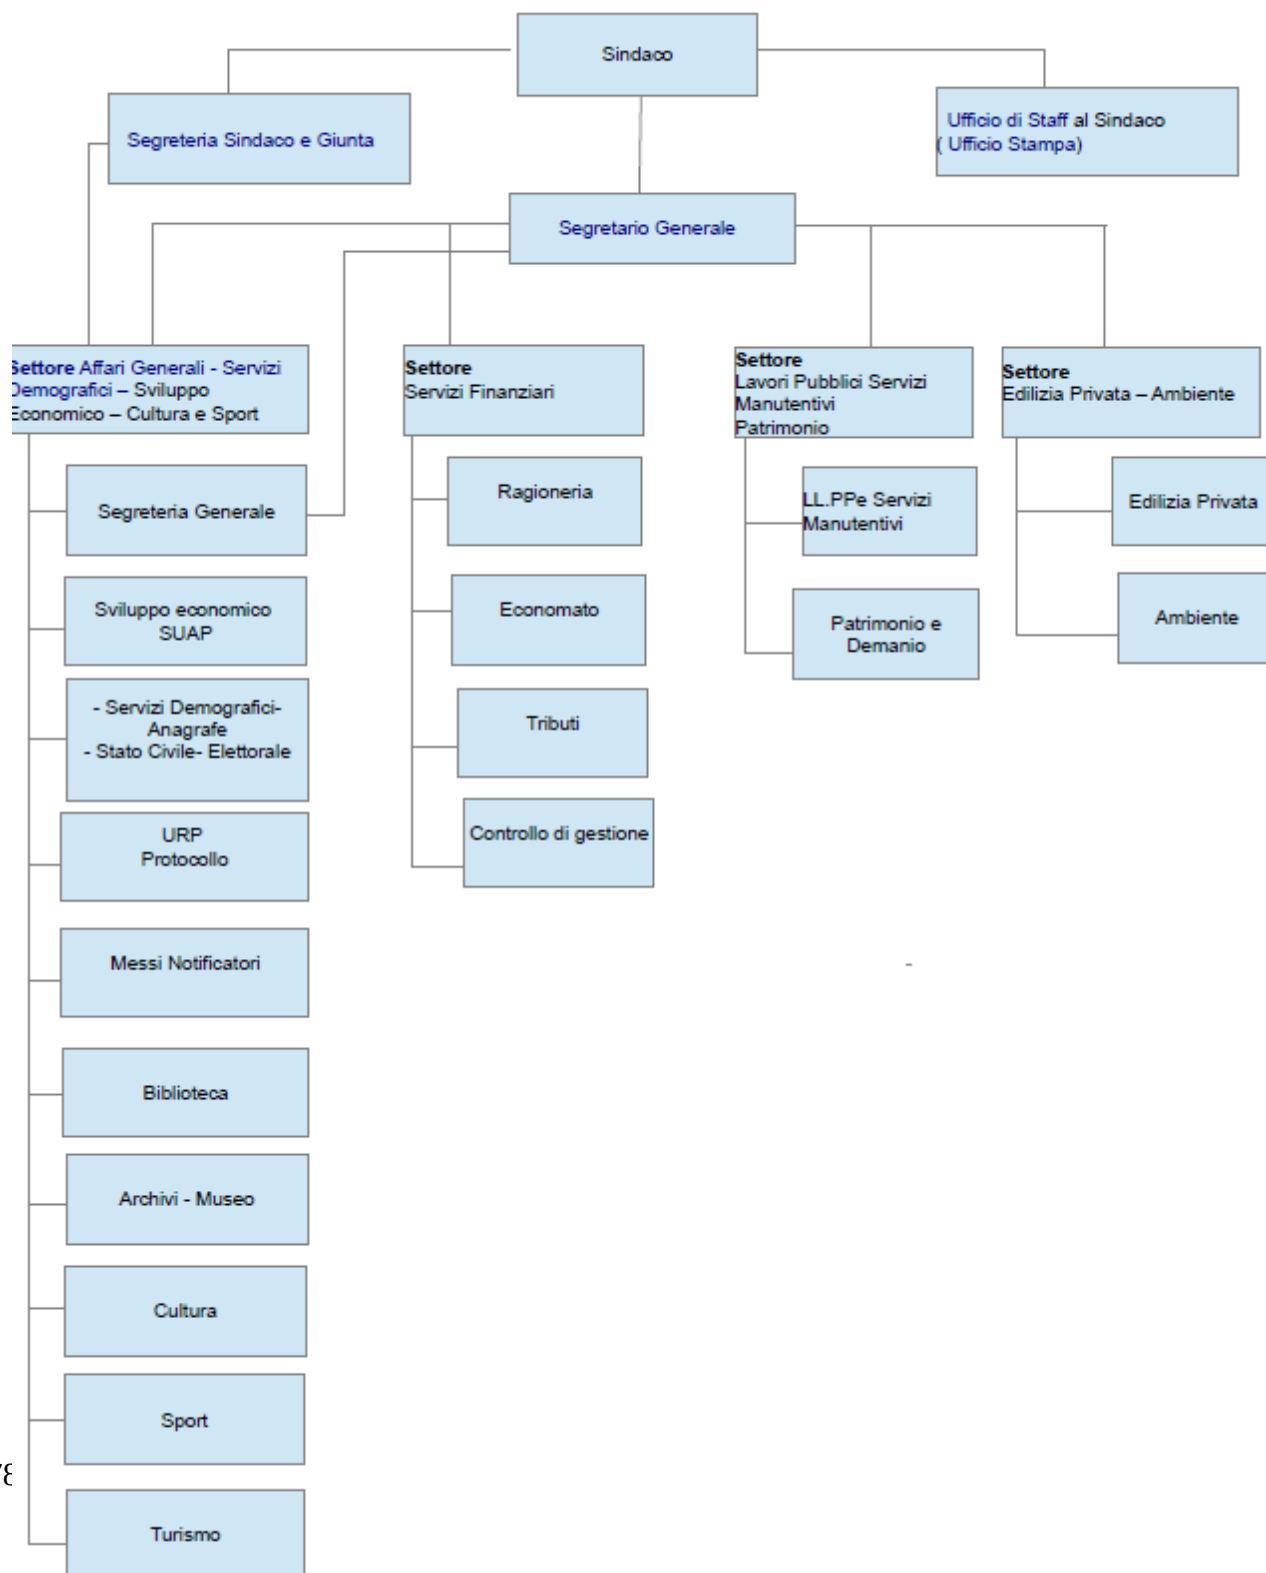 Sindaco
Segreteria Sindaco e Giunta
Ufficio di Staff al Sindaco
( Ufficio Stampa)
Segretario Generale
Settore Affari Generali - Servizi
Demografici – Sviluppo
Economico – Cultura e Sport
Segreteria Generale
Sviluppo economico
SUAP
- Servizi Demografici-
Anagrafe
- Stato Civile- Elettorale
URP
Protocollo
Messi Notificatori
Biblioteca
Archivi - Museo
Cultura
Sport
Turismo
Settore
Servizi Finanziari
Ragioneria
Economato
Tributi
Controllo di gestione
Settore
Lavori Pubblici Servizi
Manutentivi
Patrimonio
LL.PPe Servizi
Manutentivi
Patrimonio e
Demanio
Settore
Edilizia Privata – Ambiente
Edilizia Privata
Ambiente
-